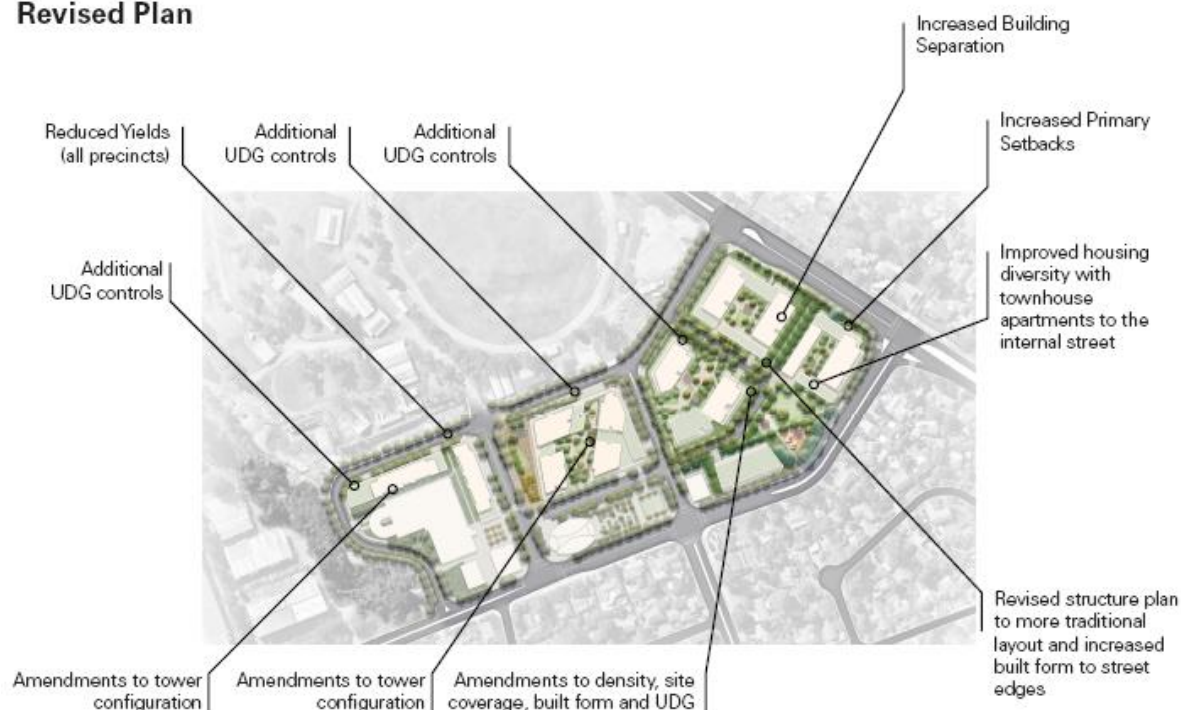 Revised Plan
Increased Building
Separation
Reduced Yields
(all precincts)
Additional
UDG controls
Additional
UDG controls
Increased Primary
Setbacks
Additional
UDG controls
Improved housing
diversity with
townhouse
apartments to the
internal street
Revised structure plan
to more traditional
layout and increased
built form to street
edges
Amendments to tower
configuration
Amendments to tower
configuration
Amendments to density, site
coverage, built form and UDG